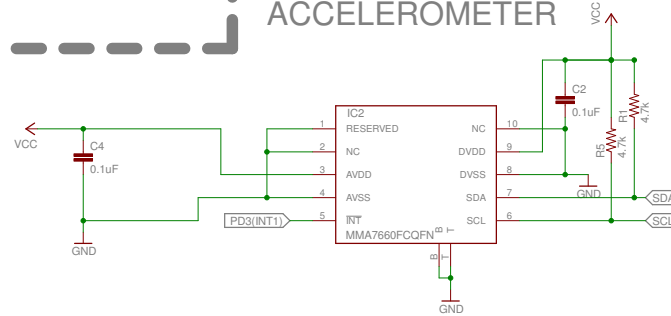 ACCELEROMETER
VCC
C2
0.1uF
R1
4.7k
R5
4.7k
IC2
1 RESERVED NC 10
2 NC DVDD 9
3 AVDD DVSS 8
4 AVSS SDA 7
5 INT SCL 6
MMA7660FCQFN
B
T
B
T
VCC
C4
0.1uF
GND
PD3(INT1)
GND
GND
SDA
SCL